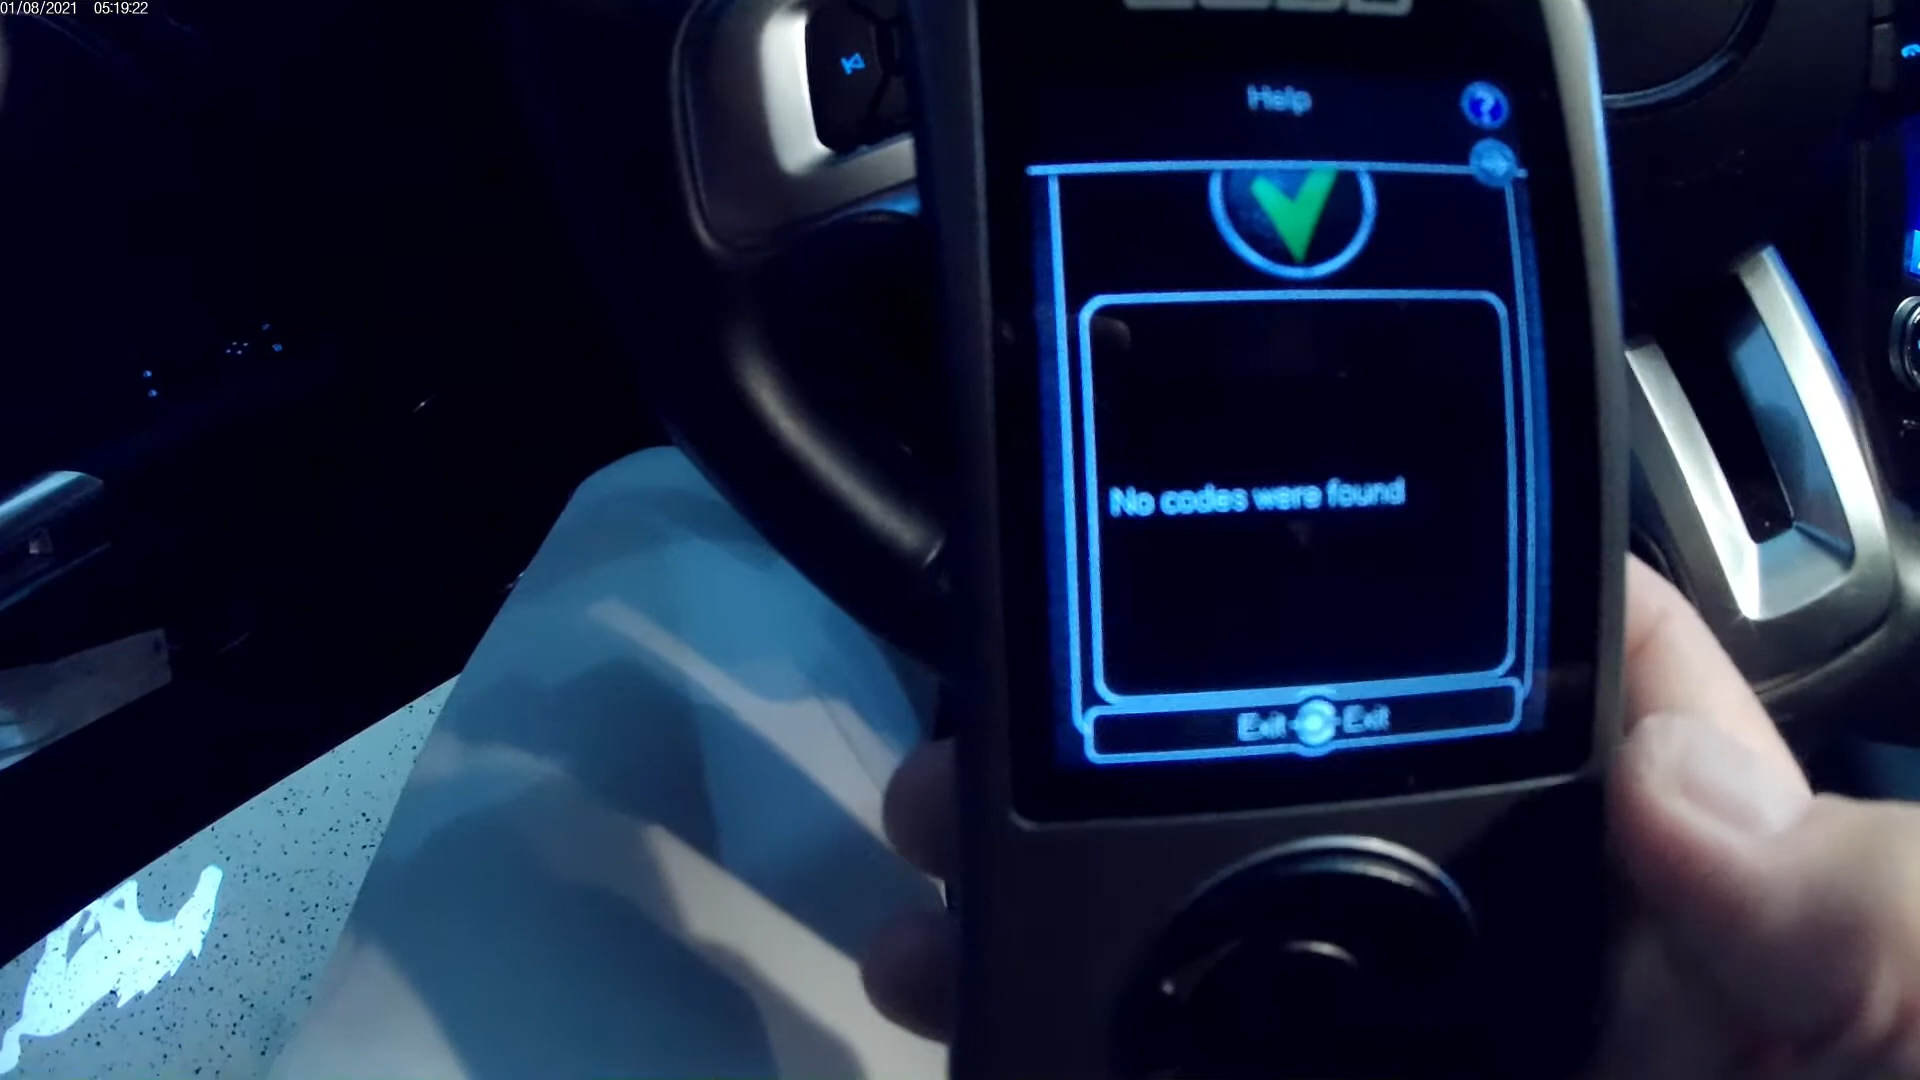 01/08/2021 05:19:22
Help
?
No codes were found
Exit Exit